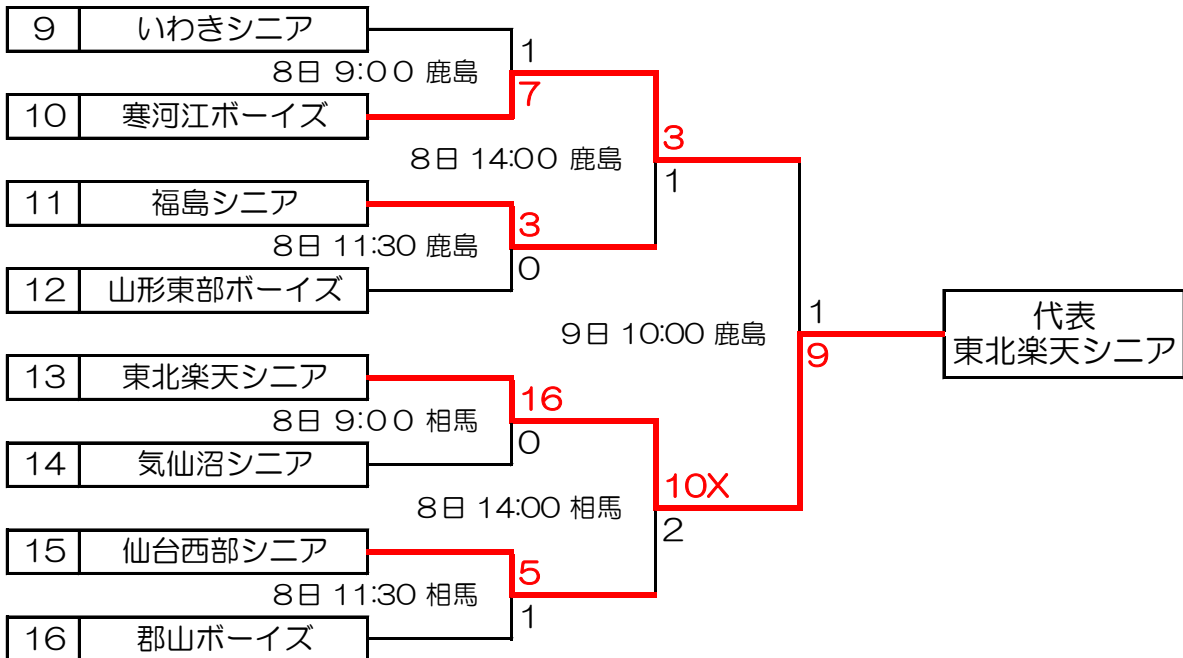 9 いわきシニア
1
8日 9:00 鹿島
7
10 寒河江ボーイズ
3
8日 14:00 鹿島
1
11 福島シニア
3
8日 11:30 鹿島
0
12 山形東部ボーイズ
1
9日 10:00 鹿島
9
代表
東北楽天シニア
13 東北楽天シニア
16
8日 9:00 相馬
0
14 気仙沼シニア
10X
8日 14:00 相馬
2
15 仙台西部シニア
5
8日 11:30 相馬
1
16 郡山ボーイズ